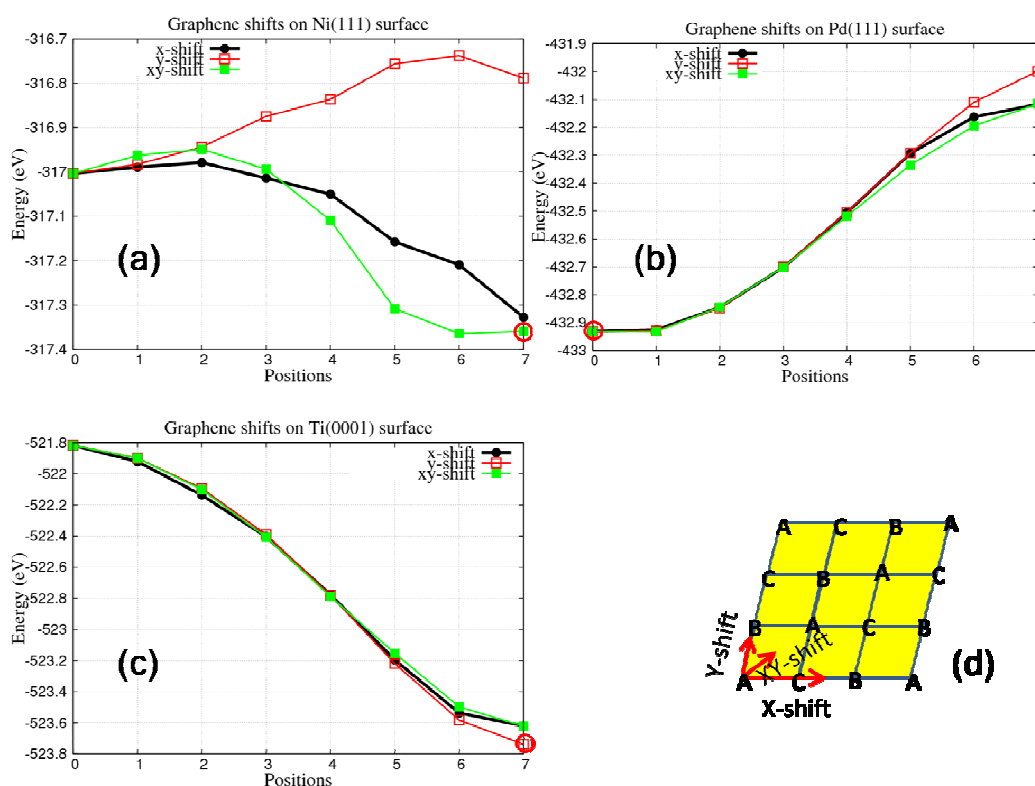 Graphene shifts on Ni(111) surface
-316.7
-316.8
-316.9
-317
-317.1
-317.2
-317.3
-317.4
Energy (eV)
x-shift
y-shift
xy-shift
(a)
0 1 2 3 4 5 6 7
Positions
Graphene shifts on Pd(111) surface
-431.9
-432
-432.1
-432.2
-432.3
-432.4
-432.5
-432.6
-432.7
-432.8
-432.9
-433
Energy (eV)
x-shift
y-shift
xy-shift
(b)
0 1 2 3 4 5 6
Positions
Graphene shifts on Ti(0001) surface
-521.8
-522
-522.2
-522.4
-522.6
-522.8
-523
-523.2
-523.4
-523.6
-523.8
Energy (eV)
x-shift
y-shift
xy-shift
(c)
0 1 2 3 4 5 6 7
Positions
A C B A
C B A C
B A C B
Y-shift
XY-shift
(d)
A C B A
X-shift